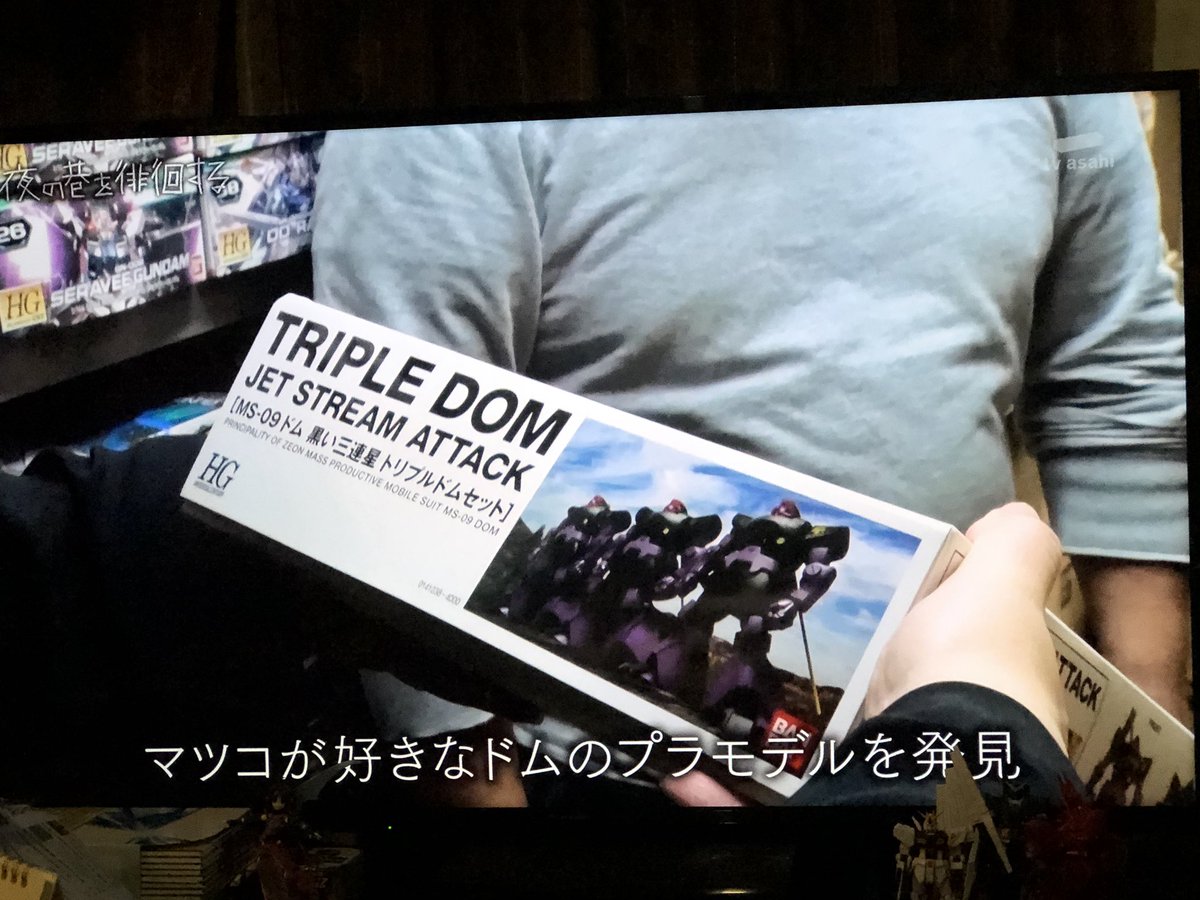 SERAVEE
夜の巷を徘徊する
tv asahi
26
HG
SERAVEE GUNDAM
HG
HG
TRIPLE DOM
JET STREAM ATTACK
[MS-09ドム 黒い三連星 トリプルドムセット]
PRINCIPALITY OF ZEON MASS PRODUCTIVE MOBILE SUIT MS-09 DOM
HG
ATTACK
マツコが好きなドムのプラモデルを発見